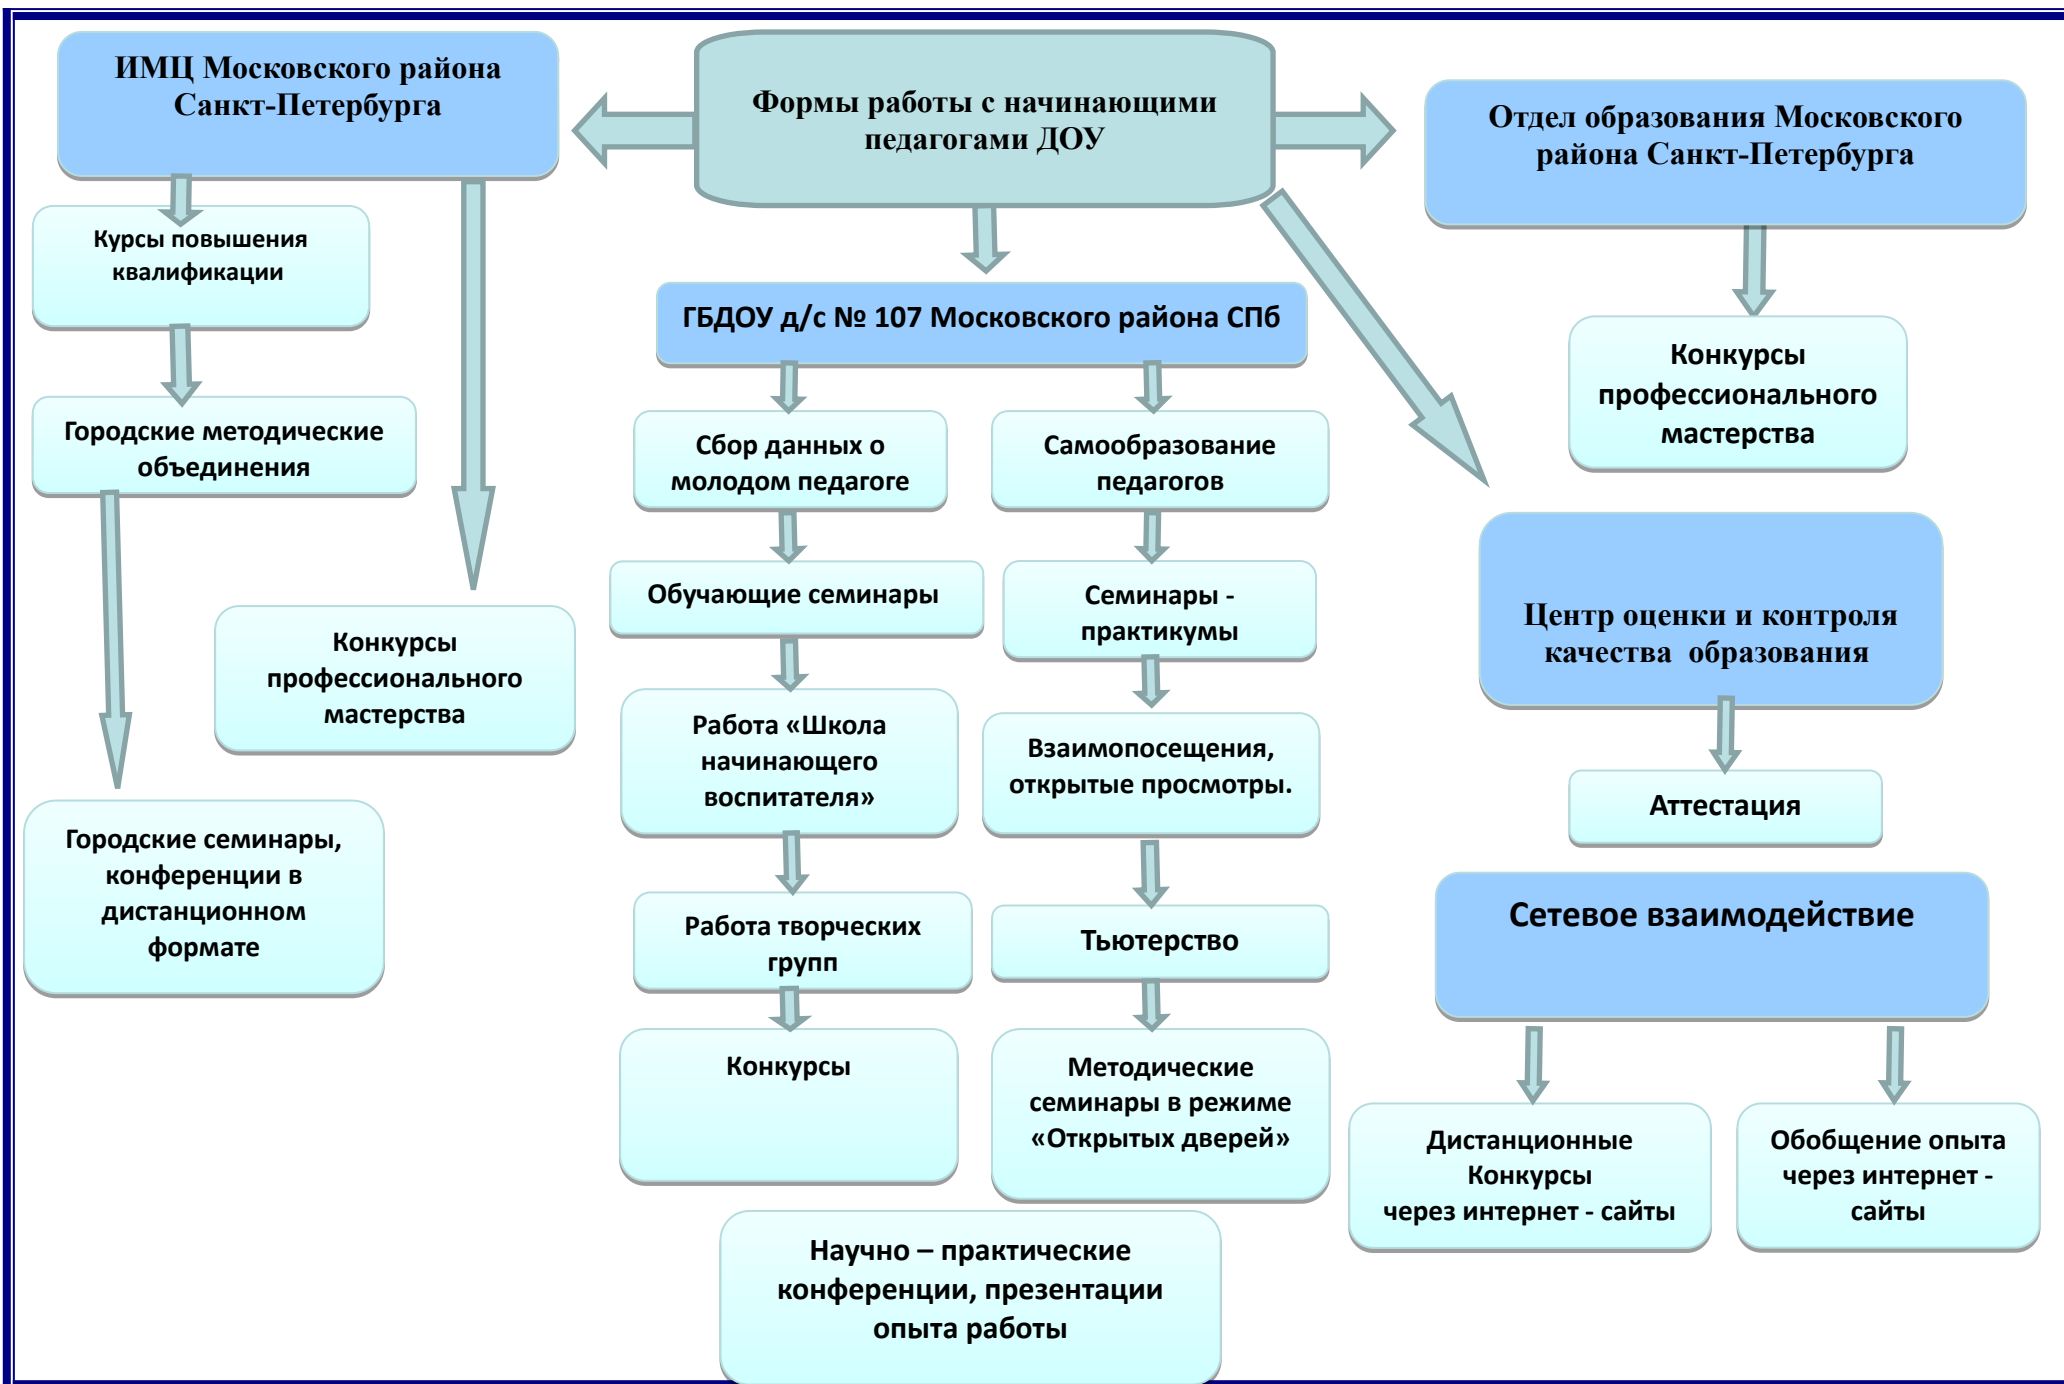 ИМЦ Московского района
Санкт-Петербурга
Формы работы с начинающими
педагогами ДОУ
Отдел образования Московского
района Санкт-Петербурга
Курсы повышения
квалификации
Городские методические
объединения
Конкурсы
профессионального
мастерства
Городские семинары,
конференции в
дистанционном
формате
ГБДОУ д/с № 107 Московского района СПб
Сбор данных о
молодом педагоге
Обучающие семинары
Работа «Школа
начинающего
воспитателя»
Работа творческих
групп
Конкурсы
Самообразование
педагогов
Семинары -
практикумы
Взаимопосещения,
открытые просмотры.
Тьютерство
Методические
семинары в режиме
«Открытых дверей»
Научно – практические
конференции, презентации
опыта работы
Конкурсы
профессионального
мастерства
Центр оценки и контроля
качества  образования
Аттестация
Сетевое взаимодействие
Дистанционные
Конкурсы
через интернет - сайты
Обобщение опыта
через интернет -
сайты